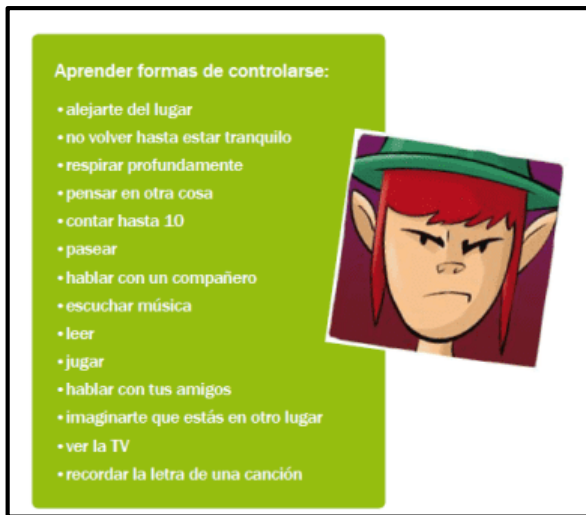 Aprender formas de controlarse:
• alejarte del lugar
• no volver hasta estar tranquilo
• respirar profundamente
• pensar en otra cosa
• contar hasta 10
• pasear
• hablar con un compañero
• escuchar música
• leer
• jugar
• hablar con tus amigos
• imaginarte que estás en otro lugar
• ver la TV
• recordar la letra de una canción